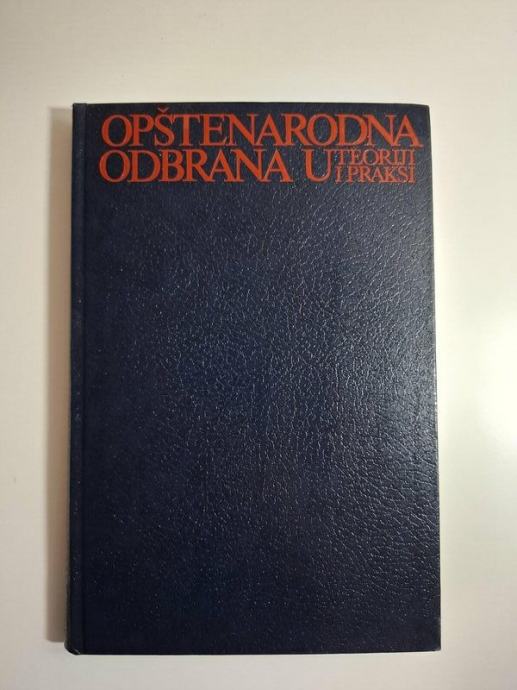 OPŠTENARODNA
ODBRANA U TEORIJI
I PRAKSI